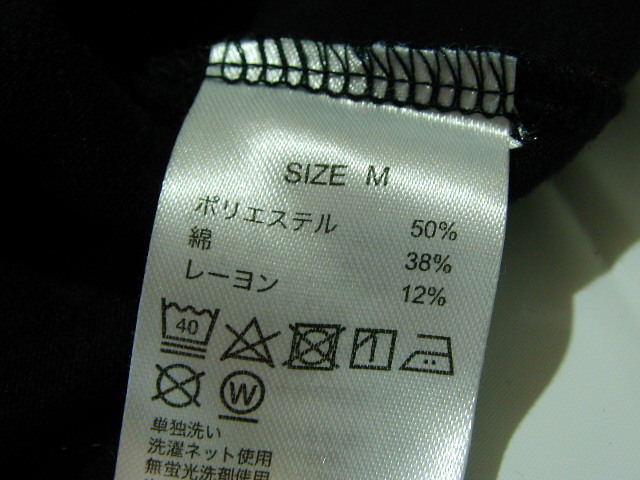 SIZE M
ポリエステル 50%
綿 38%
レーヨン 12%
40
W
単独洗い
洗濯ネット使用
無蛍光洗剤使用